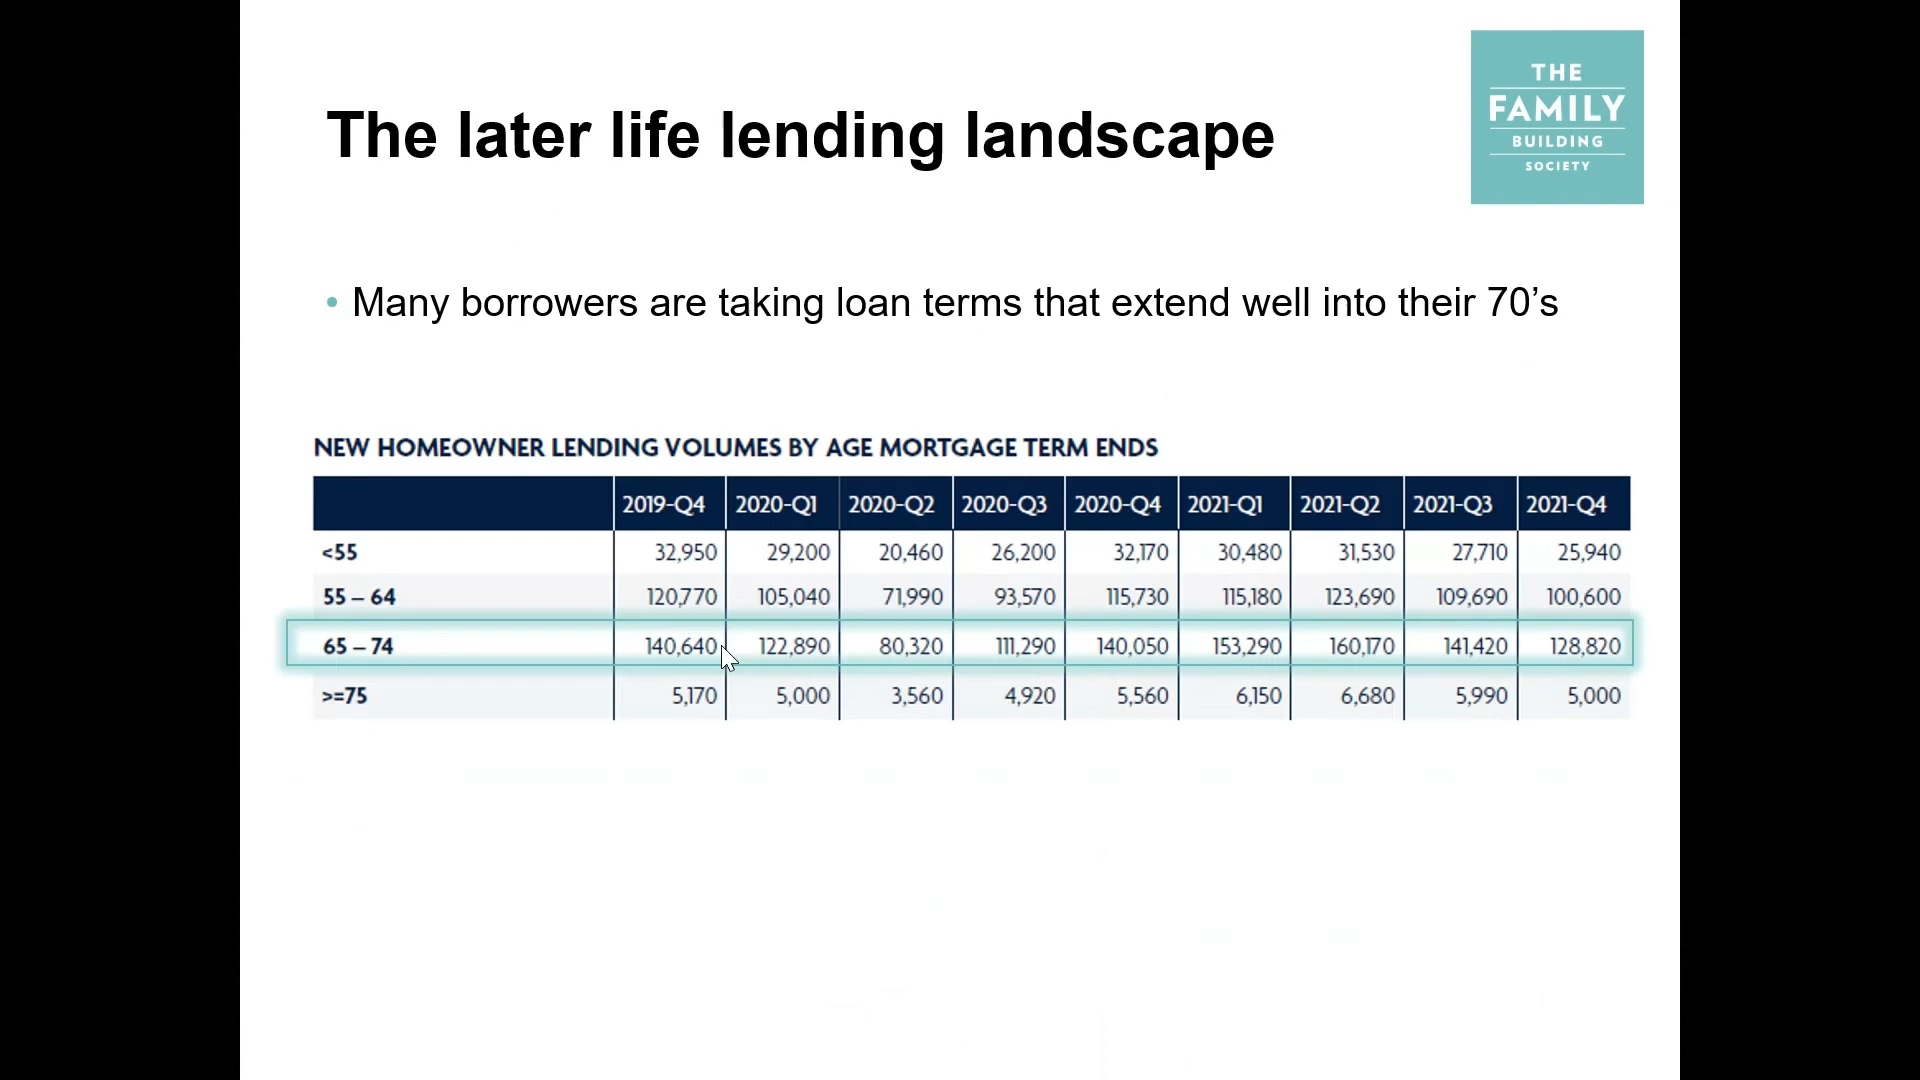 THE
FAMILY
BUILDING
SOCIETY
The later life lending landscape
• Many borrowers are taking loan terms that extend well into their 70’s
NEW HOMEOWNER LENDING VOLUMES BY AGE MORTGAGE TERM ENDS
2019-Q4 2020-Q1 2020-Q2 2020-Q3 2020-Q4 2021-Q1 2021-Q2 2021-Q3 2021-Q4
<55 32,950 29,200 20,460 26,200 32,170 30,480 31,530 27,710 25,940
55 – 64 120,770 105,040 71,990 93,570 115,730 115,180 123,690 109,690 100,600
65 – 74 140,640 122,890 80,320 111,290 140,050 153,290 160,170 141,420 128,820
>=75 5,170 5,000 3,560 4,920 5,560 6,150 6,680 5,990 5,000